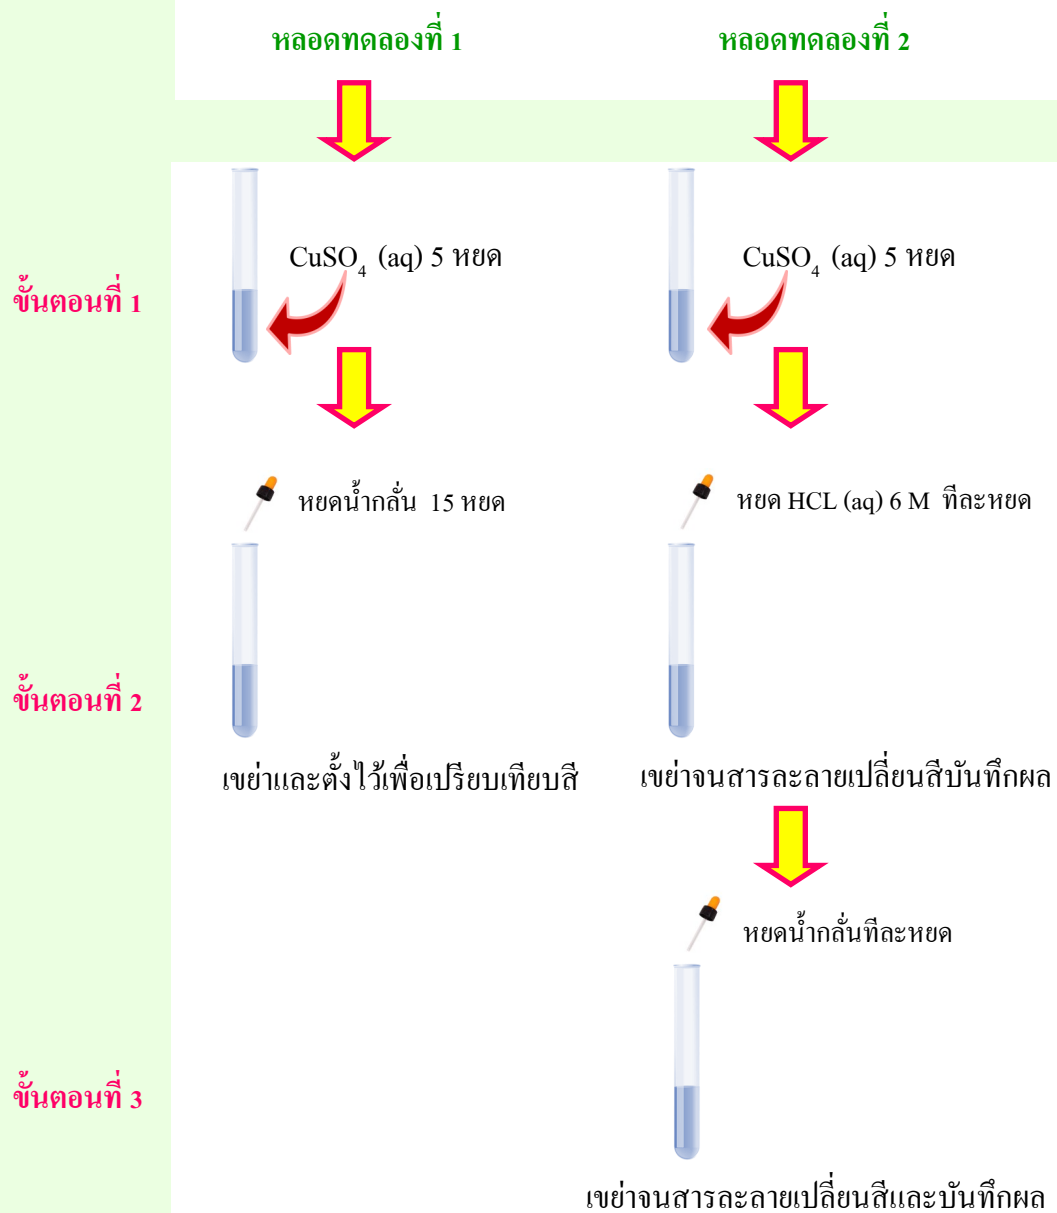 หลอดทดลองที่ 1
หลอดทดลองที่ 2
ขั้นตอนที่ 1
CuSO4 (aq) 5 หยด
CuSO4 (aq) 5 หยด
ขั้นตอนที่ 2
หยดน้ำกลั่น 15 หยด
หยด HCL (aq) 6 M ทีละหยด
เขย่าและตั้งไว้เพื่อเปรียบเทียบสี
เขย่าจนสารละลายเปลี่ยนสีบันทึกผล
ขั้นตอนที่ 3
หยดน้ำกลั่นทีละหยด
เขย่าจนสารละลายเปลี่ยนสีและบันทึกผล